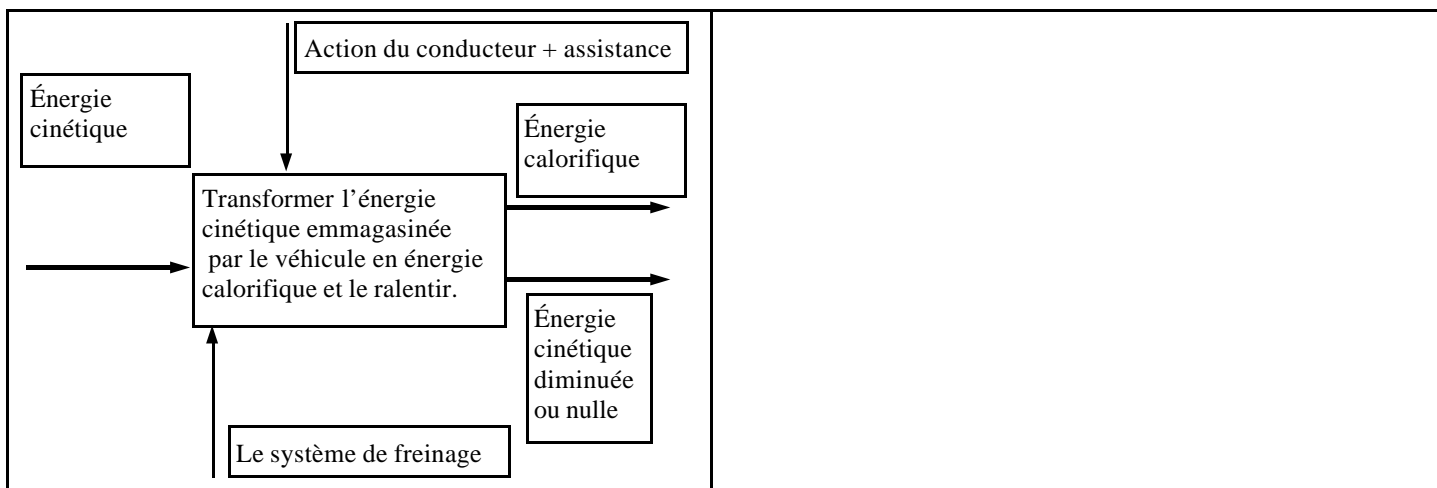 Action du conducteur + assistance
Énergie
cinétique
Énergie
calorifique
Transformer l’énergie
cinétique emmagasinée
par le véhicule en énergie
calorifique et le ralentir.
Énergie
cinétique
diminuée
ou nulle
Le système de freinage